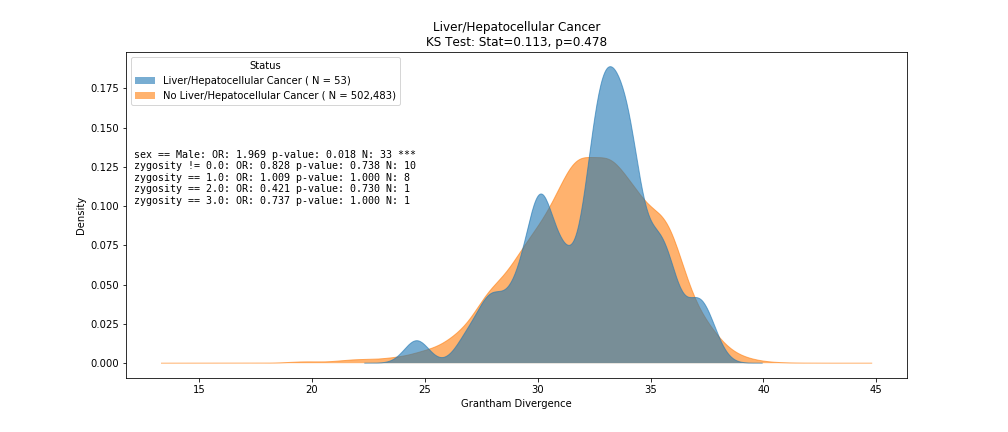 Liver/Hepatocellular Cancer
KS Test: Stat=0.113, p=0.478
Status
Liver/Hepatocellular Cancer ( N = 53)
No Liver/Hepatocellular Cancer ( N = 502,483)
sex == Male: OR: 1.969 p-value: 0.018 N: 33 ***
zygosity != 0.0: OR: 0.828 p-value: 0.738 N: 10
zygosity == 1.0: OR: 1.009 p-value: 1.000 N: 8
zygosity == 2.0: OR: 0.421 p-value: 0.730 N: 1
zygosity == 3.0: OR: 0.737 p-value: 1.000 N: 1
Density
0.175
0.150
0.125
0.100
0.075
0.050
0.025
0.000
15 20 25 30 35 40 45
Grantham Divergence